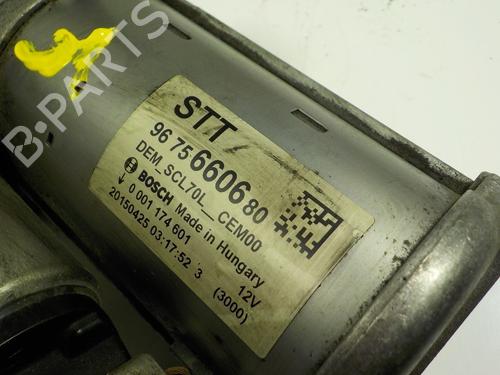 B-PARTS
STT
96 75 6606 80
DEM_SCL70L__CEM00
BOSCH Made in Hungary
0 001 174 601 12V
20150425 03:17:52 3 (3000)